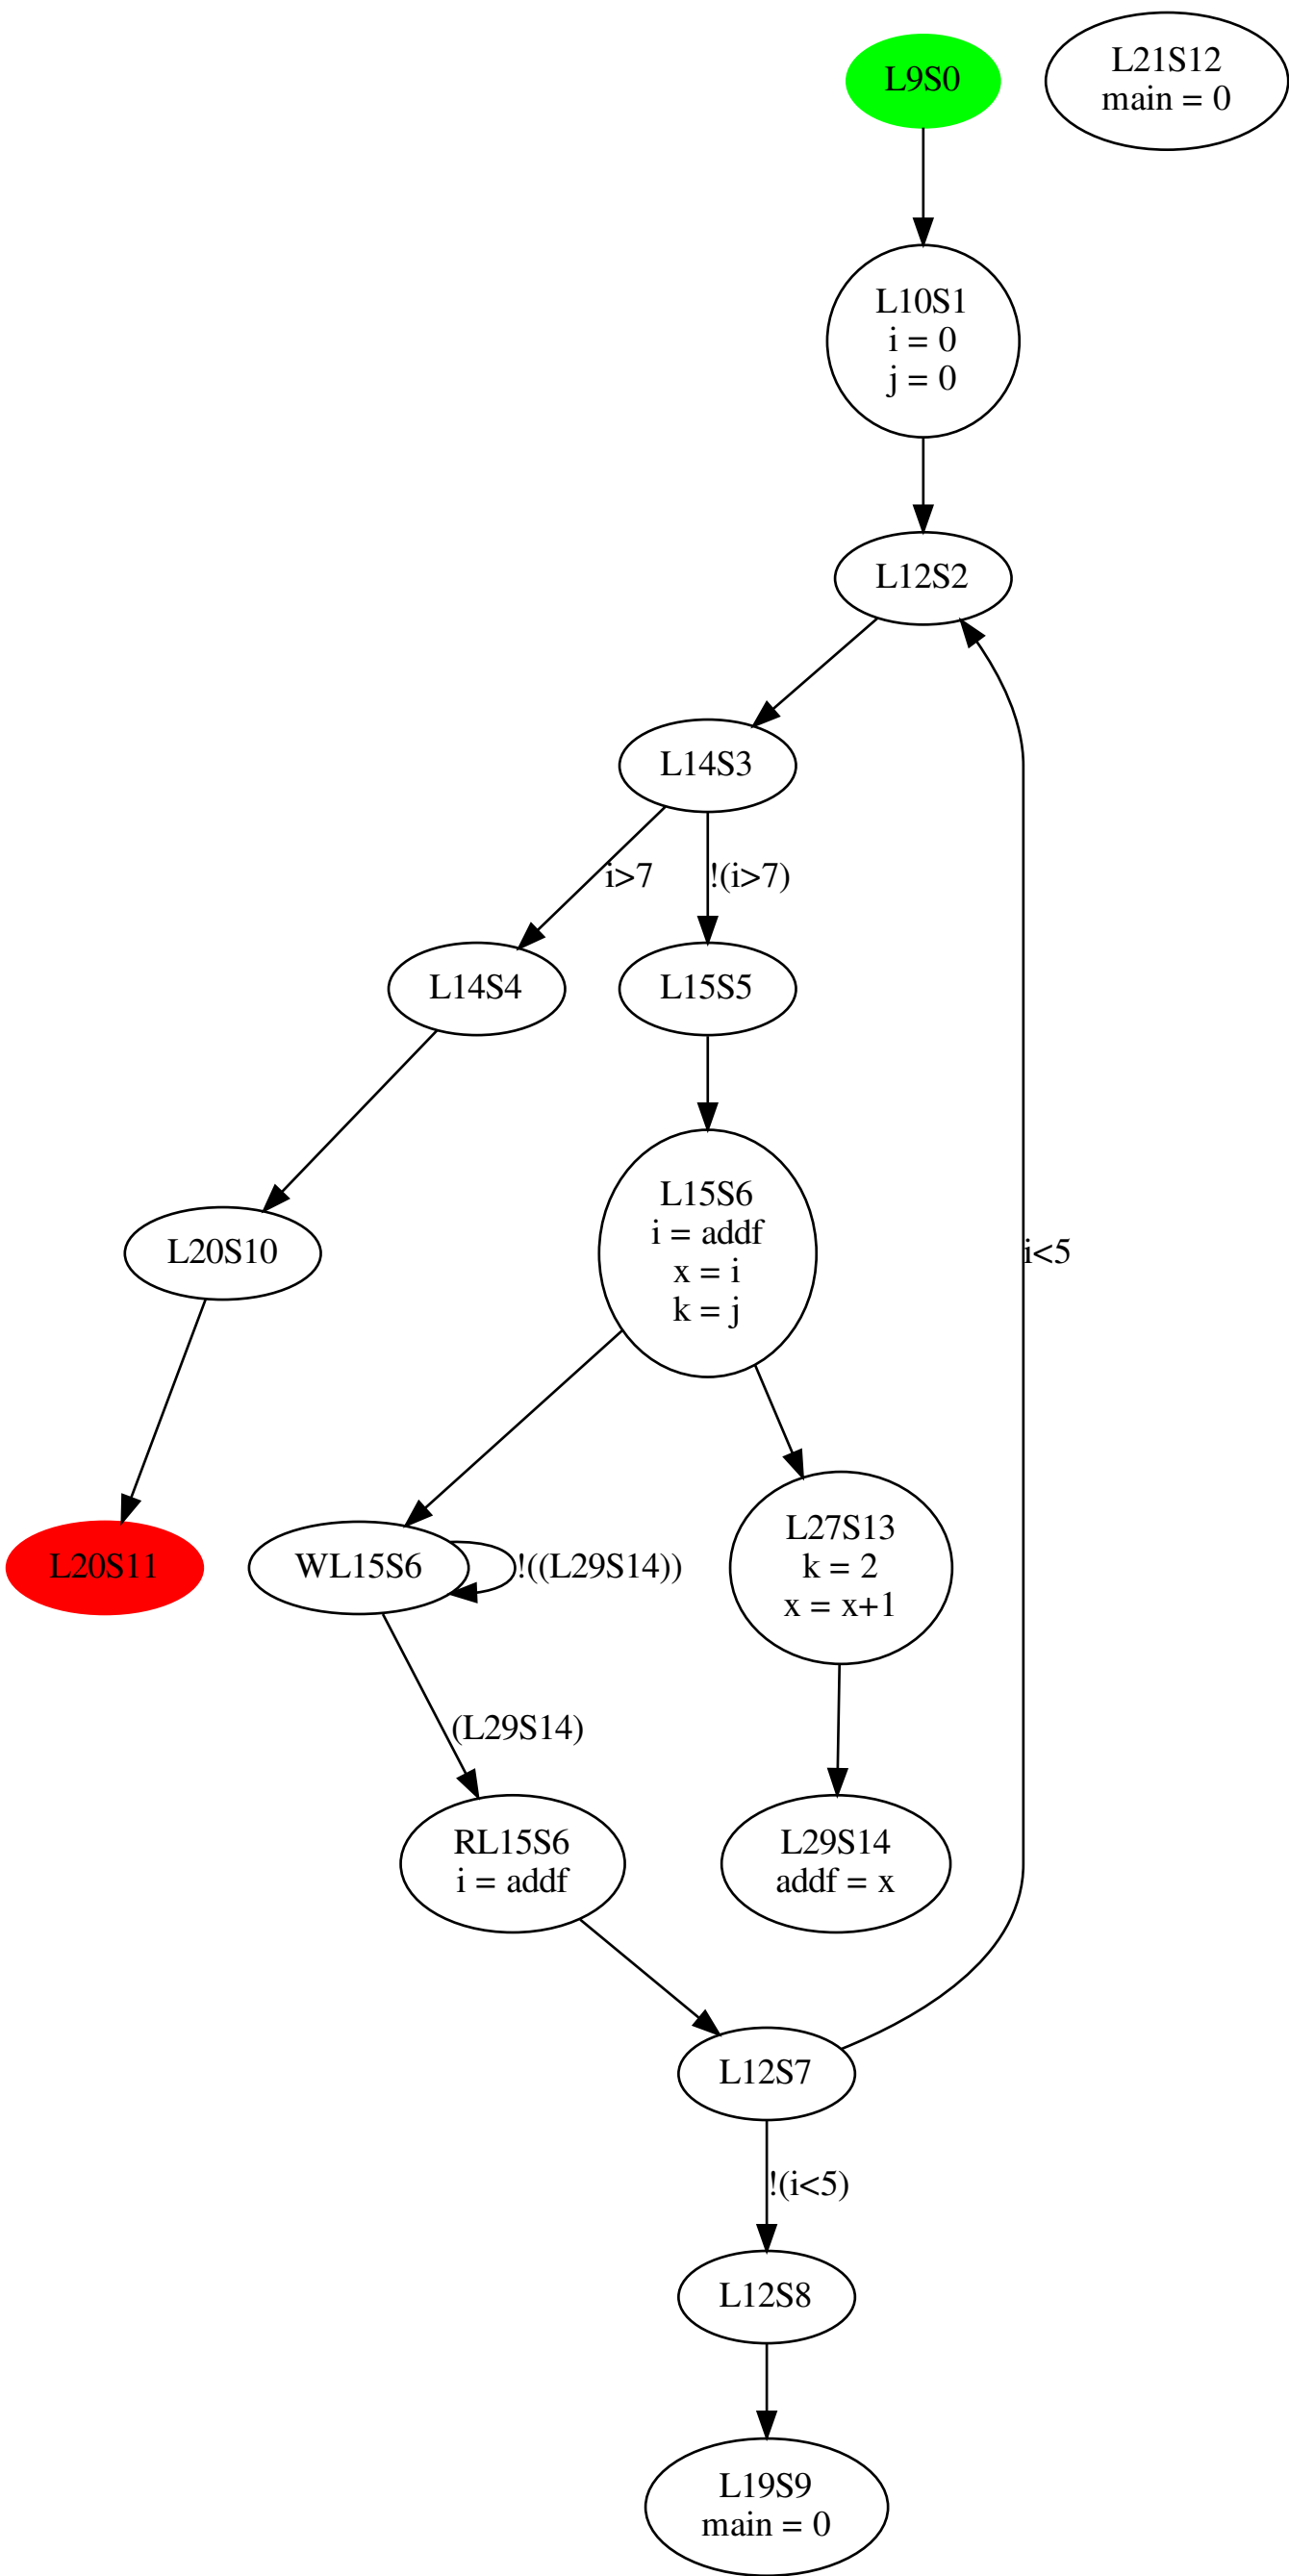 L9S0
L21S12
main = 0
L10S1
i = 0
j = 0
L12S2
L14S3
i>7
!(i>7)
L14S4
L15S5
L15S6
i = addf
x = i
k = j
L20S10
i<5
L27S13
k = 2
x = x+1
L20S11
WL15S6
!((L29S14))
(L29S14)
RL15S6
i = addf
L29S14
addf = x
L12S7
!(i<5)
L12S8
L19S9
main = 0